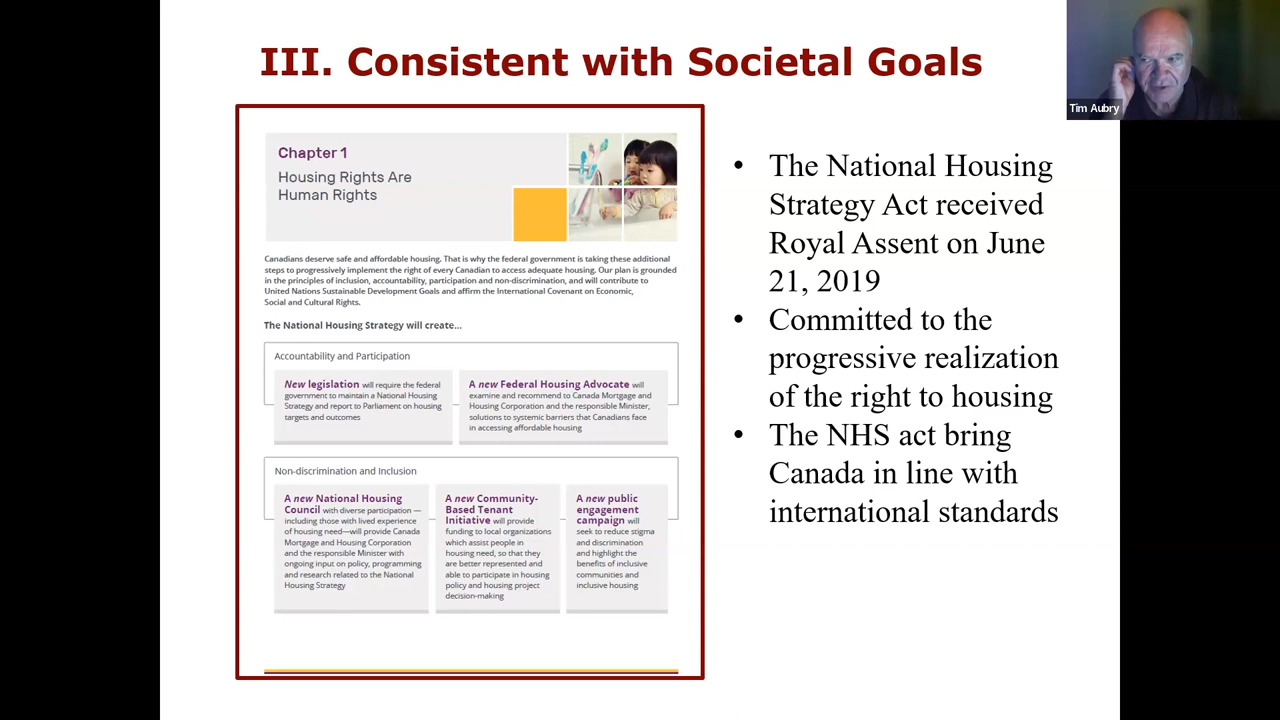 III. Consistent with Societal Goals
Tim Aubry
Chapter 1
Housing Rights Are
Human Rights
Canadians deserve safe and affordable housing. That is why the federal government is taking these additional
steps to progressively implement the right of every Canadian to access adequate housing. Our plan is grounded
in the principles of inclusion, accountability, participation and non-discrimination, and will contribute to
United Nations Sustainable Development Goals and affirm the International Covenant on Economic,
Social and Cultural Rights.
The National Housing Strategy will create...
Accountability and Participation
New legislation will require the federal
government to maintain a National Housing
Strategy and report to Parliament on housing
targets and outcomes
A new Federal Housing Advocate will
examine and recommend to Canada Mortgage and
Housing Corporation and the responsible Minister,
solutions to systemic barriers that Canadians face
in accessing affordable housing
Non-discrimination and Inclusion
A new National Housing
Council with diverse participation —
including those with lived experience
of housing need—will provide Canada
Mortgage and Housing Corporation
and the responsible Minister with
ongoing input on policy, programming
and research related to the National
Housing Strategy
A new Community-
Based Tenant
Initiative will provide
funding to local organizations
which assist people in
housing need, so that they
are better represented and
able to participate in housing
policy and housing project
decision-making
A new public
engagement
campaign will
seek to reduce stigma
and discrimination
and highlight the
benefits of inclusive
communities and
inclusive housing
• The National Housing
Strategy Act received
Royal Assent on June
21, 2019
• Committed to the
progressive realization
of the right to housing
• The NHS act bring
Canada in line with
international standards